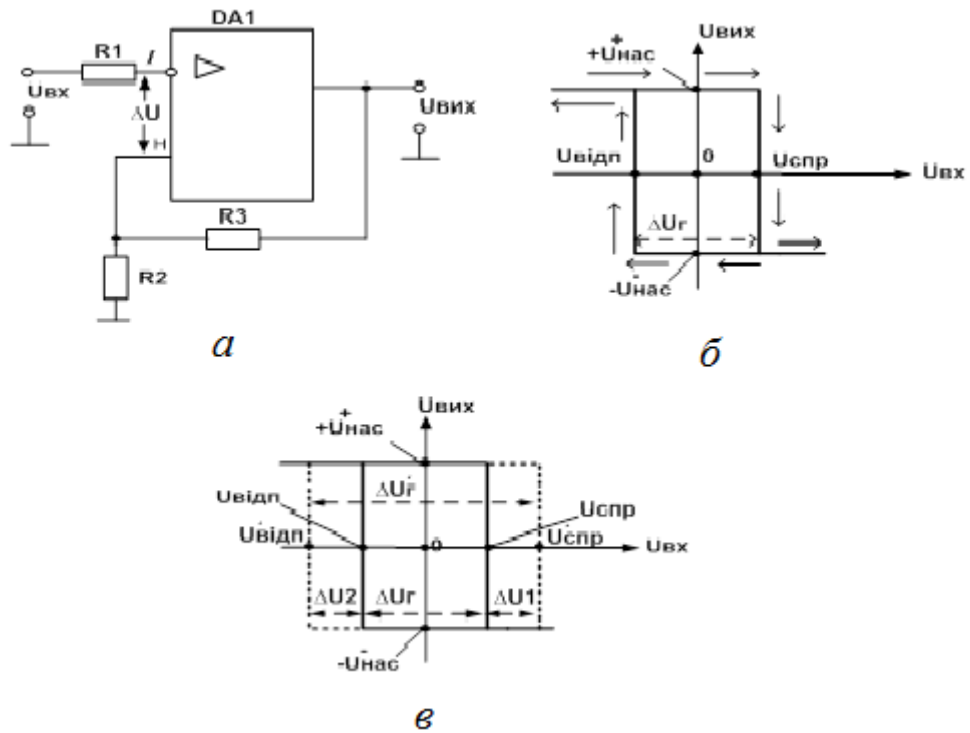 DA1
R1
I
Uвх
ΔU
Н
Uвих
R3
R2
а
Uвих
+Uнас
Uвідп
0
Uспр
Uвх
ΔUг
-Uнас
б
Uвих
+Uнас
Uвідп
ΔUг
Uспр
Uвідп
0
Uспр
Uвх
ΔU2
ΔUг
ΔU1
-Uнас
в